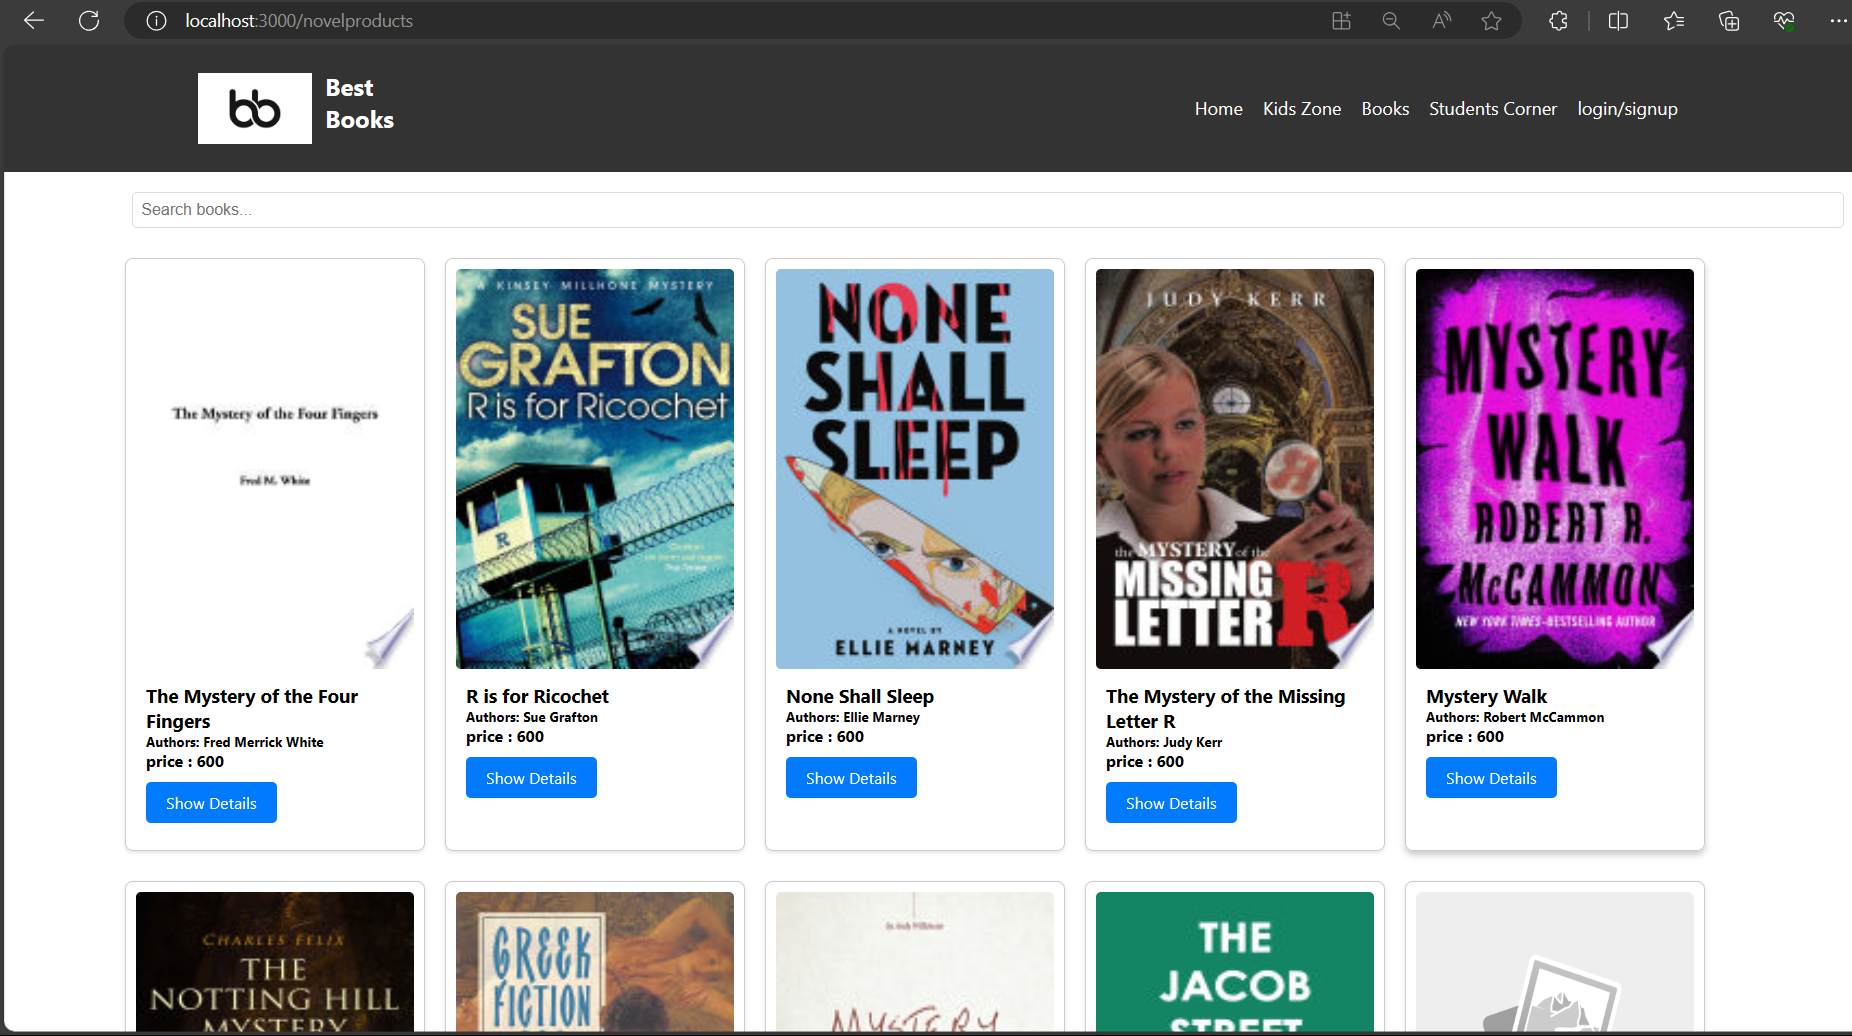 localhost:3000/novelproducts
bb
Best
Books
Home
Kids Zone
Books
Students Corner
login/signup
Search books...
The Mystery of the Four Fingers
Fred M. White
A KINSEY MILLHONE MYSTERY
SUE
GRAFTON
R is for Ricochet
R
NONE
SHALL
SLEEP
A NOVEL BY
ELLIE MARNEY
JUDY KERR
the MYSTERY of the
MISSING
LETTER R
MYSTERY
WALK
ROBERT R.
McCAMMON
NEW YORK TIMES-BESTSELLING AUTHOR
The Mystery of the Four
Fingers
Authors: Fred Merrick White
price : 600
Show Details
R is for Ricochet
Authors: Sue Grafton
price : 600
Show Details
None Shall Sleep
Authors: Ellie Marney
price : 600
Show Details
The Mystery of the Missing
Letter R
Authors: Judy Kerr
price : 600
Show Details
Mystery Walk
Authors: Robert McCammon
price : 600
Show Details
CHARLES FELIX
THE
NOTTING HILL
MYSTERY
GREEK
FICTION
MYSTERY
THE
JACOB
STREET